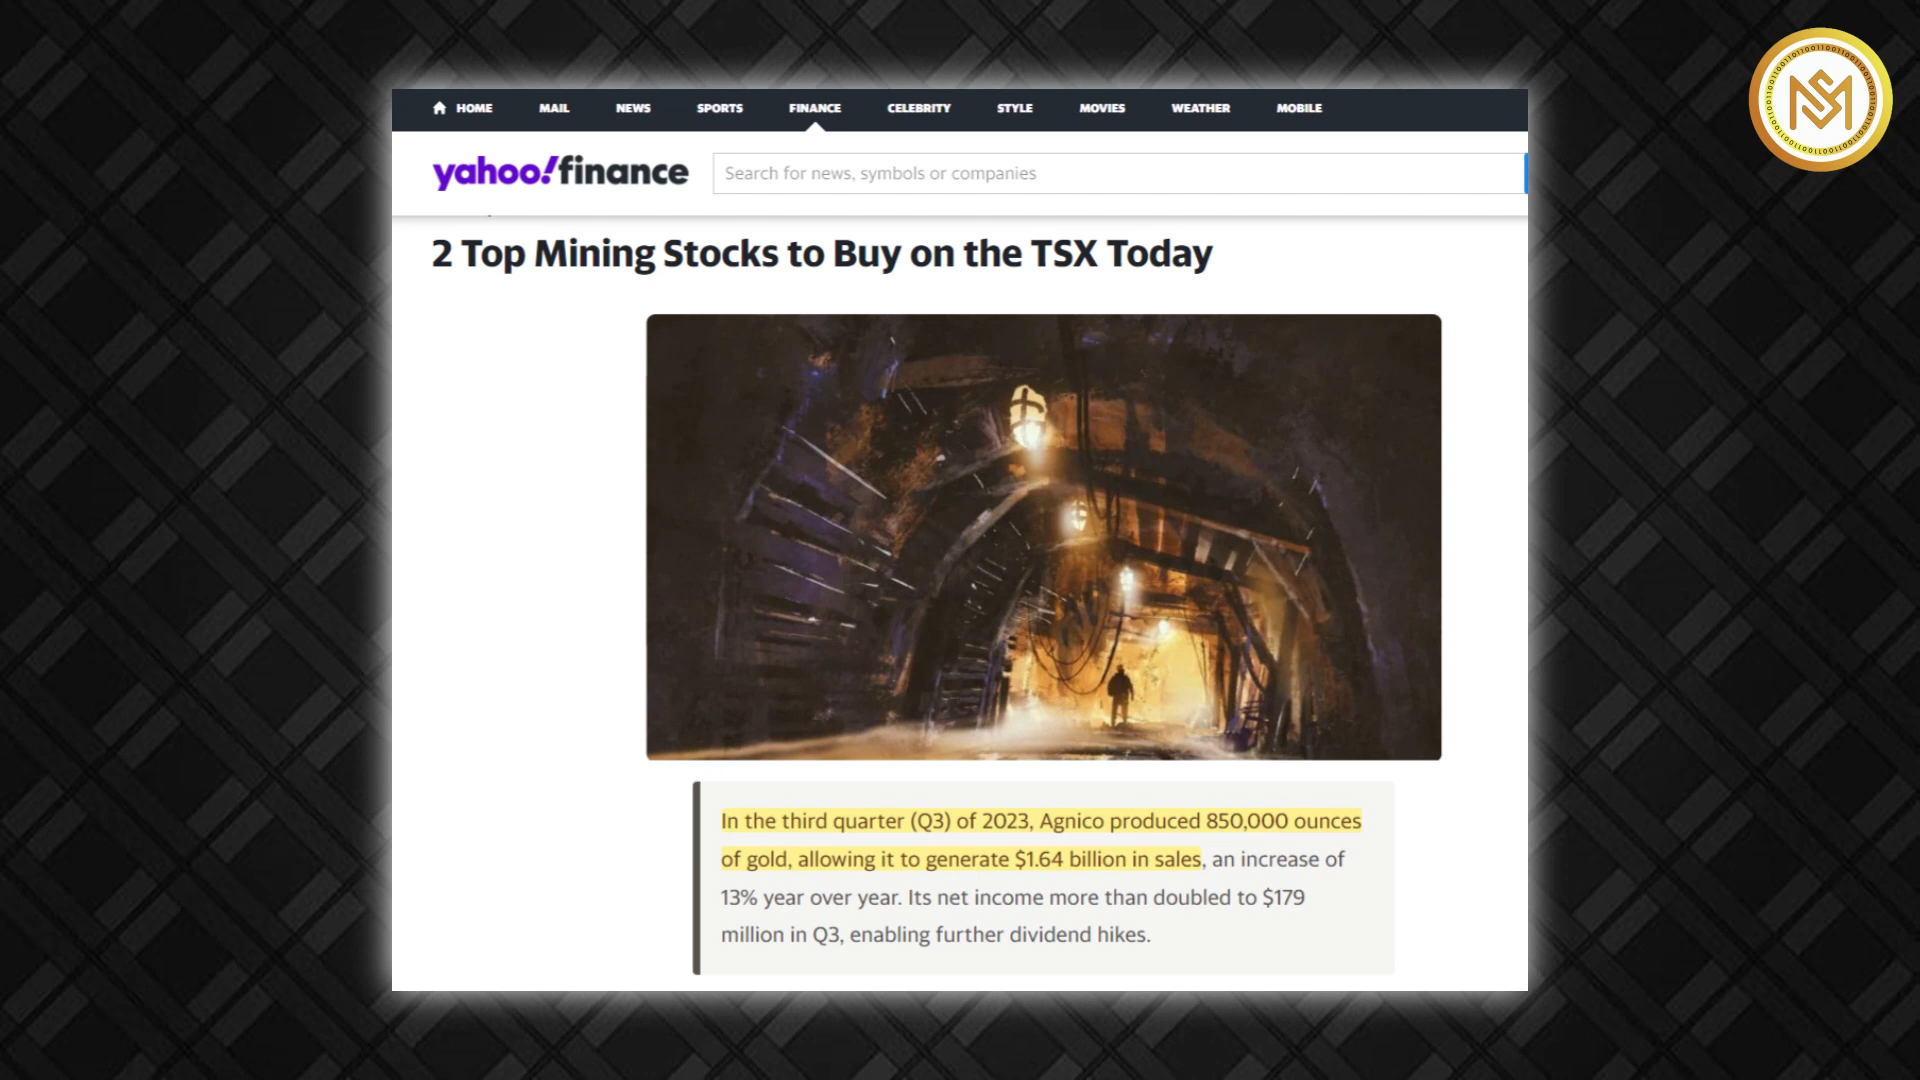 HOME MAIL NEWS SPORTS FINANCE CELEBRITY STYLE MOVIES WEATHER MOBILE
yahoo!finance
Search for news, symbols or companies
2 Top Mining Stocks to Buy on the TSX Today
In the third quarter (Q3) of 2023, Agnico produced 850,000 ounces
of gold, allowing it to generate $1.64 billion in sales, an increase of
13% year over year. Its net income more than doubled to $179
million in Q3, enabling further dividend hikes.